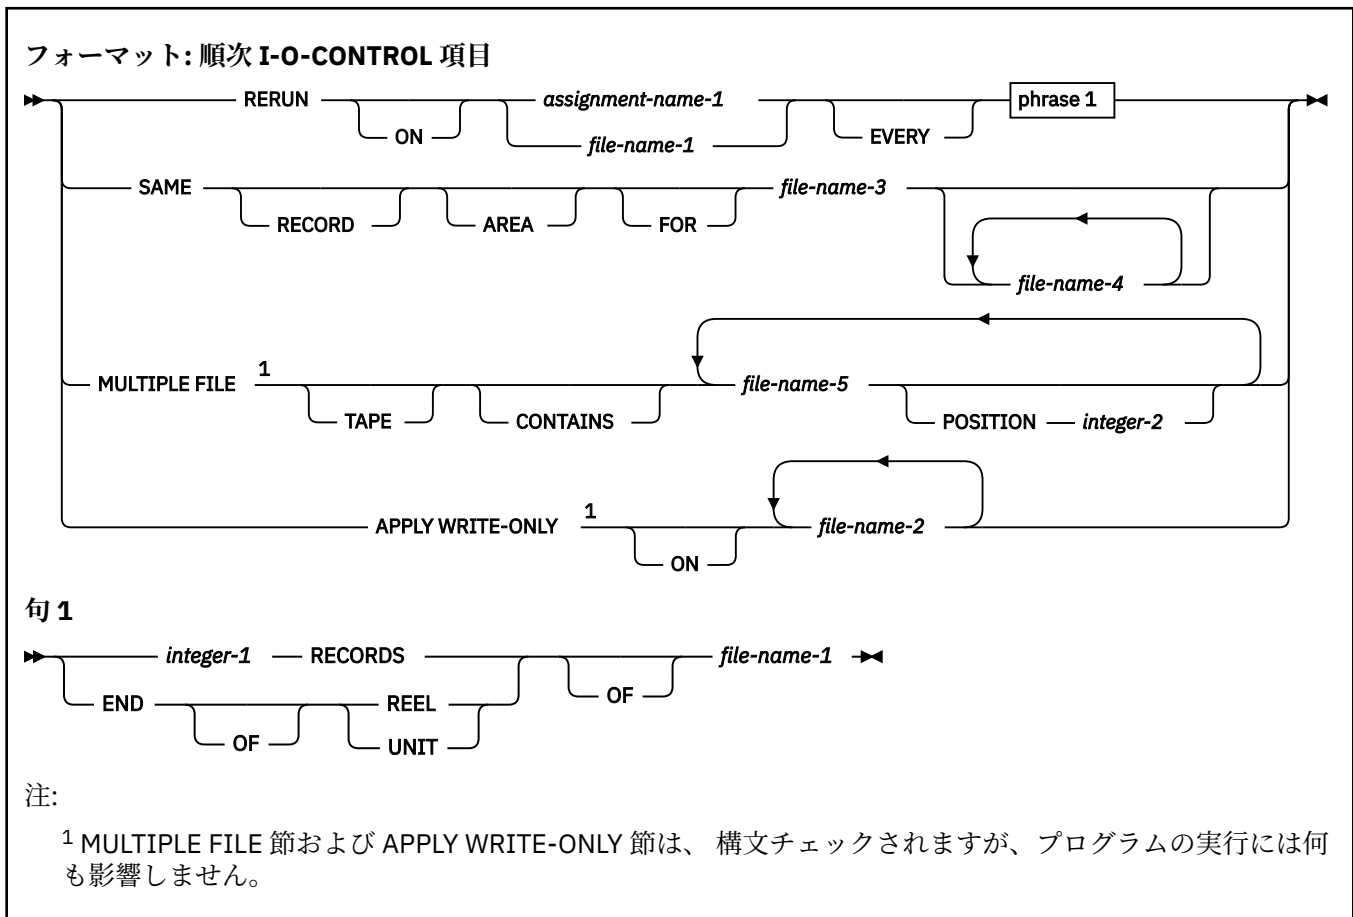 フォーマット: 順次 I-O-CONTROL 項目
RERUN ON assignment-name-1 file-name-1 EVERY phrase 1
SAME RECORD AREA FOR file-name-3 file-name-4
MULTIPLE FILE 1 TAPE CONTAINS file-name-5 POSITION integer-2
APPLY WRITE-ONLY 1 ON file-name-2
句 1
integer-1 RECORDS OF file-name-1
END OF REEL
UNIT
注:
1 MULTIPLE FILE 節および APPLY WRITE-ONLY 節は、 構文チェックされますが、プログラムの実行には何
も影響しません。